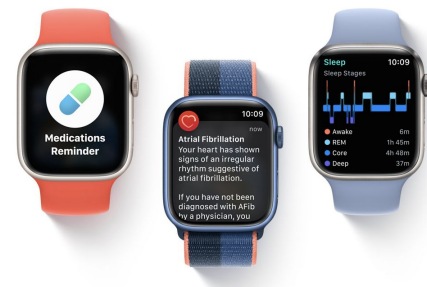 Medications
Reminder
10:09
now
Atrial Fibrillation
Your heart has shown
signs of an irregular
rhythm suggestive of
atrial fibrillation.
If you have not been
diagnosed with AFib
by a physician, you
Sleep 10:09
Sleep Stages
Awake 6m
REM 1h 45m
Core 4h 48m
Deep 37m